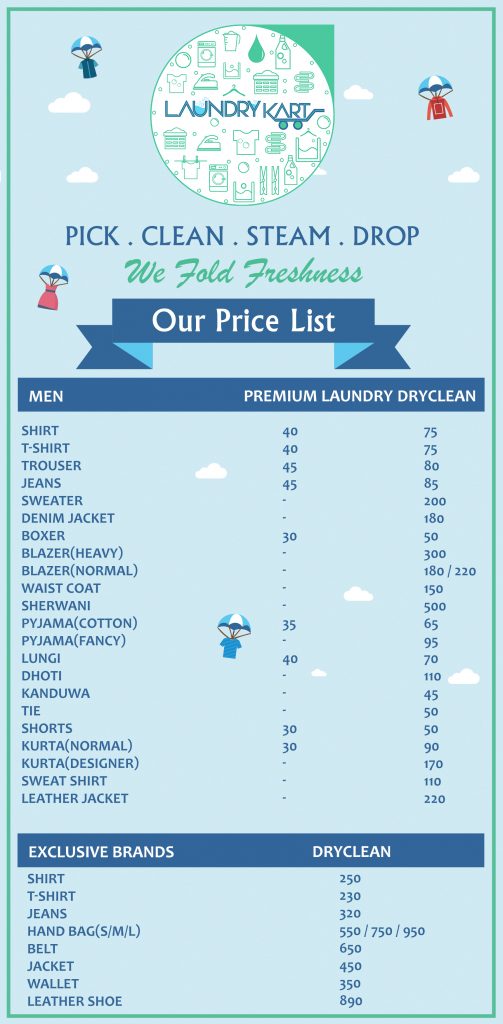 LAUNDRY KART
PICK . CLEAN . STEAM . DROP
We Fold Freshness
Our Price List
MEN PREMIUM LAUNDRY DRYCLEAN
SHIRT 40 75
T-SHIRT 40 75
TROUSER 45 80
JEANS 45 85
SWEATER - 200
DENIM JACKET - 180
BOXER 30 50
BLAZER(HEAVY) - 300
BLAZER(NORMAL) - 180 / 220
WAIST COAT - 150
SHERWANI - 500
PYJAMA(COTTON) 35 65
PYJAMA(FANCY) - 95
LUNGI 40 70
DHOTI - 110
KANDUWA - 45
TIE - 50
SHORTS 30 50
KURTA(NORMAL) 30 90
KURTA(DESIGNER) - 170
SWEAT SHIRT - 110
LEATHER JACKET - 220
EXCLUSIVE BRANDS DRYCLEAN
SHIRT 250
T-SHIRT 230
JEANS 320
HAND BAG(S/M/L) 550 / 750 / 950
BELT 650
JACKET 450
WALLET 350
LEATHER SHOE 890